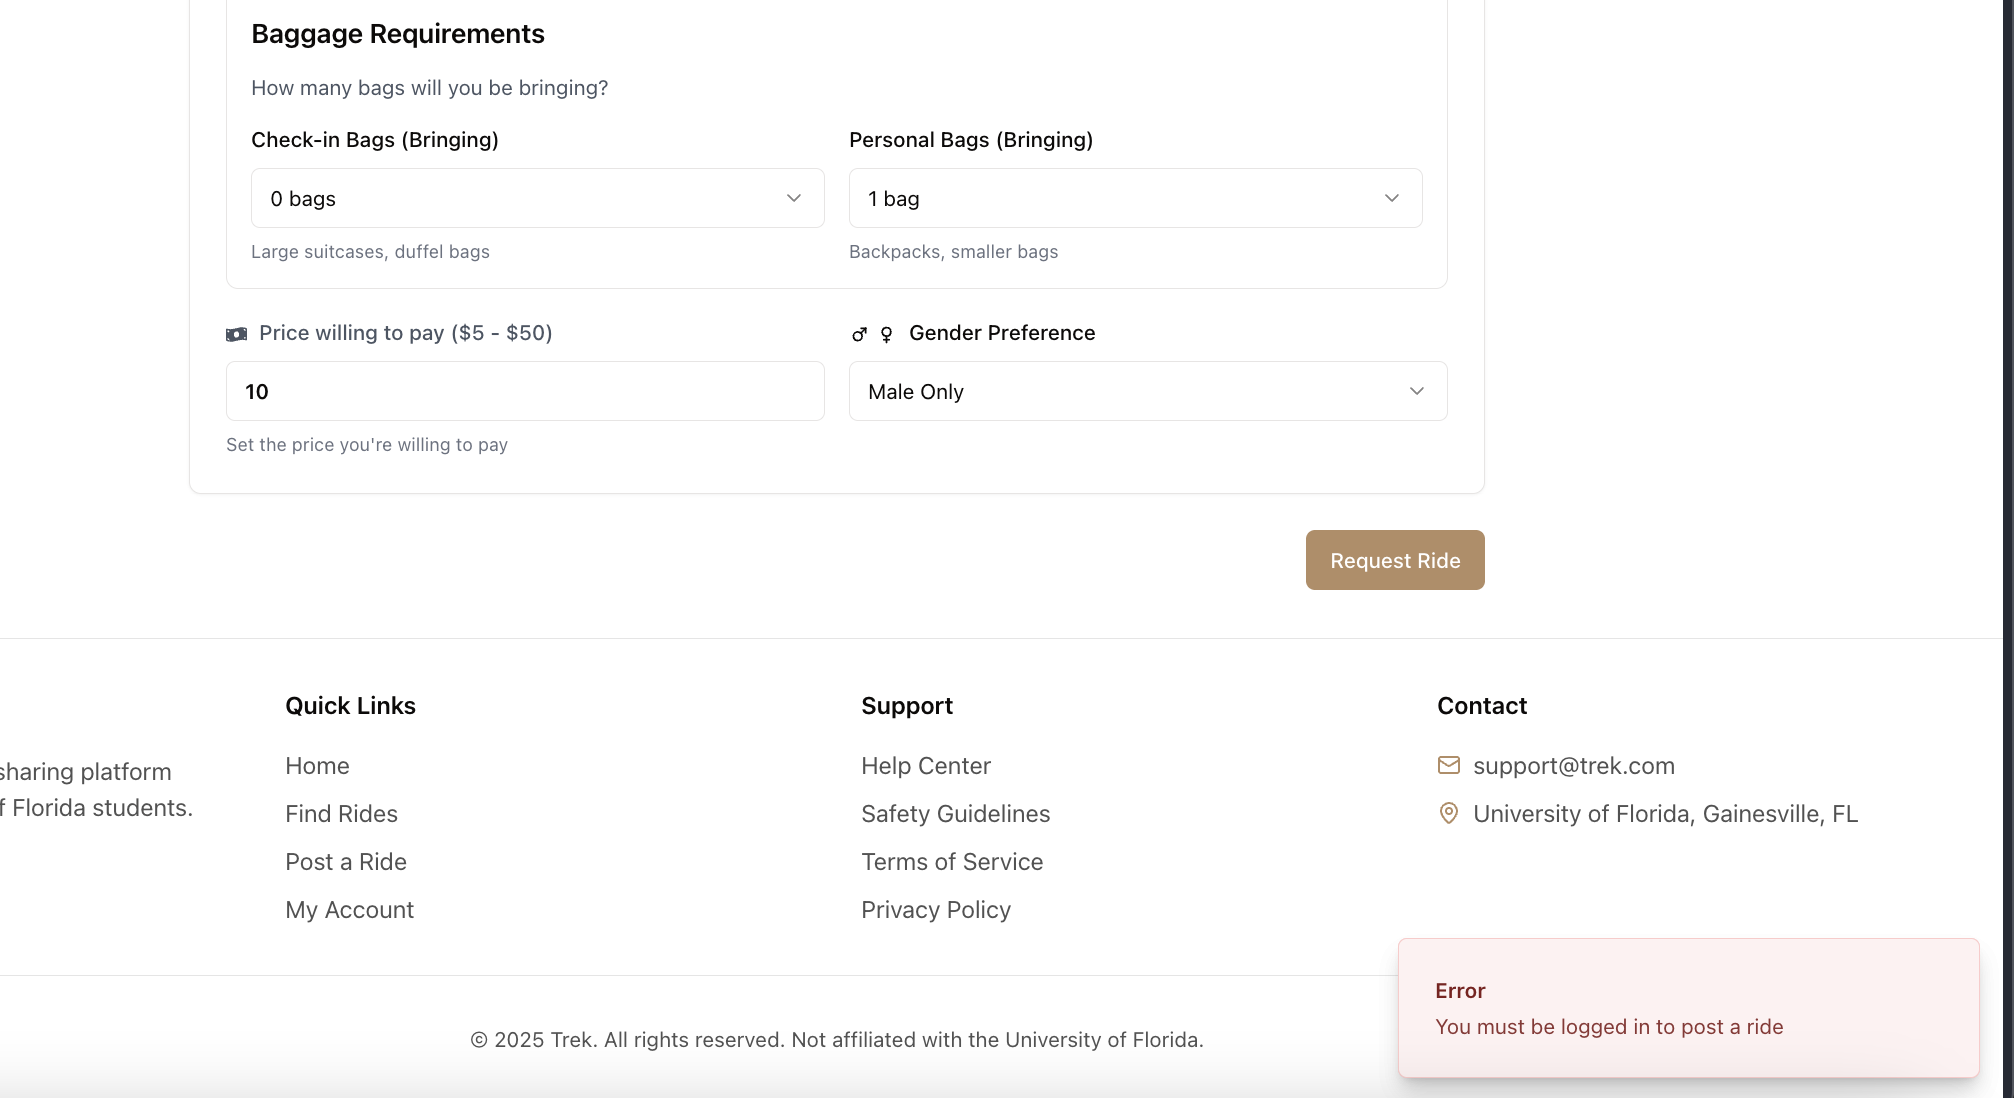 Baggage Requirements
How many bags will you be bringing?
Check-in Bags (Bringing)
Personal Bags (Bringing)
0 bags
1 bag
Large suitcases, duffel bags
Backpacks, smaller bags
Price willing to pay ($5 - $50)
Gender Preference
10
Male Only
Set the price you're willing to pay
Request Ride
sharing platform
f Florida students.
Quick Links
Home
Find Rides
Post a Ride
My Account
Support
Help Center
Safety Guidelines
Terms of Service
Privacy Policy
Contact
support@trek.com
University of Florida, Gainesville, FL
© 2025 Trek. All rights reserved. Not affiliated with the University of Florida.
Error
You must be logged in to post a ride